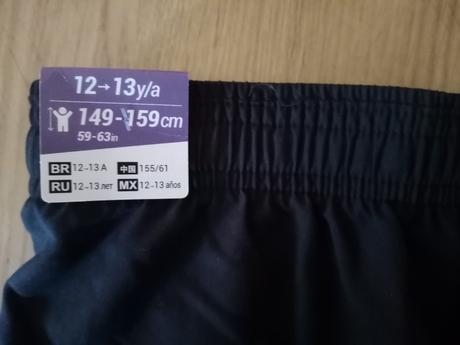 12→13y/a
149-159cm
59-63in
BR 12→13 A 中国 155/61
RU 12→13 лет MX 12→13 años